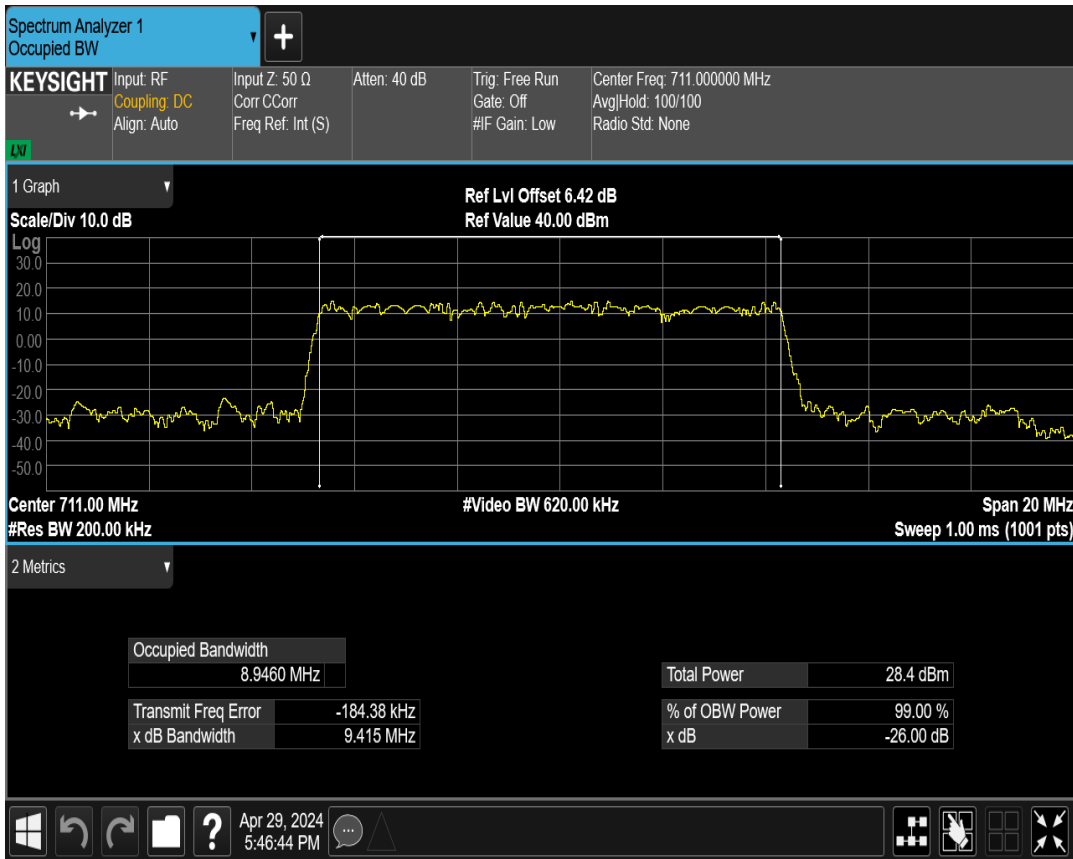 Spectrum Analyzer 1
Occupied BW
KEYSIGHT
LXI
Input: RF
Coupling: DC
Align: Auto
Input Z: 50 Ω
Corr CCorr
Freq Ref: Int (S)
Atten: 40 dB
Trig: Free Run
Gate: Off
#IF Gain: Low
Center Freq: 711.000000 MHz
Avg|Hold: 100/100
Radio Std: None
1 Graph
Scale/Div 10.0 dB
Ref Lvl Offset 6.42 dB
Ref Value 40.00 dBm
Log
30.0
20.0
10.0
0.00
-10.0
-20.0
-30.0
-40.0
-50.0
Center 711.00 MHz
#Res BW 200.00 kHz
#Video BW 620.00 kHz
Span 20 MHz
Sweep 1.00 ms (1001 pts)
2 Metrics
Occupied Bandwidth
8.9460 MHz
Transmit Freq Error -184.38 kHz
x dB Bandwidth 9.415 MHz
Total Power 28.4 dBm
% of OBW Power 99.00 %
x dB -26.00 dB
Apr 29, 2024
5:46:44 PM